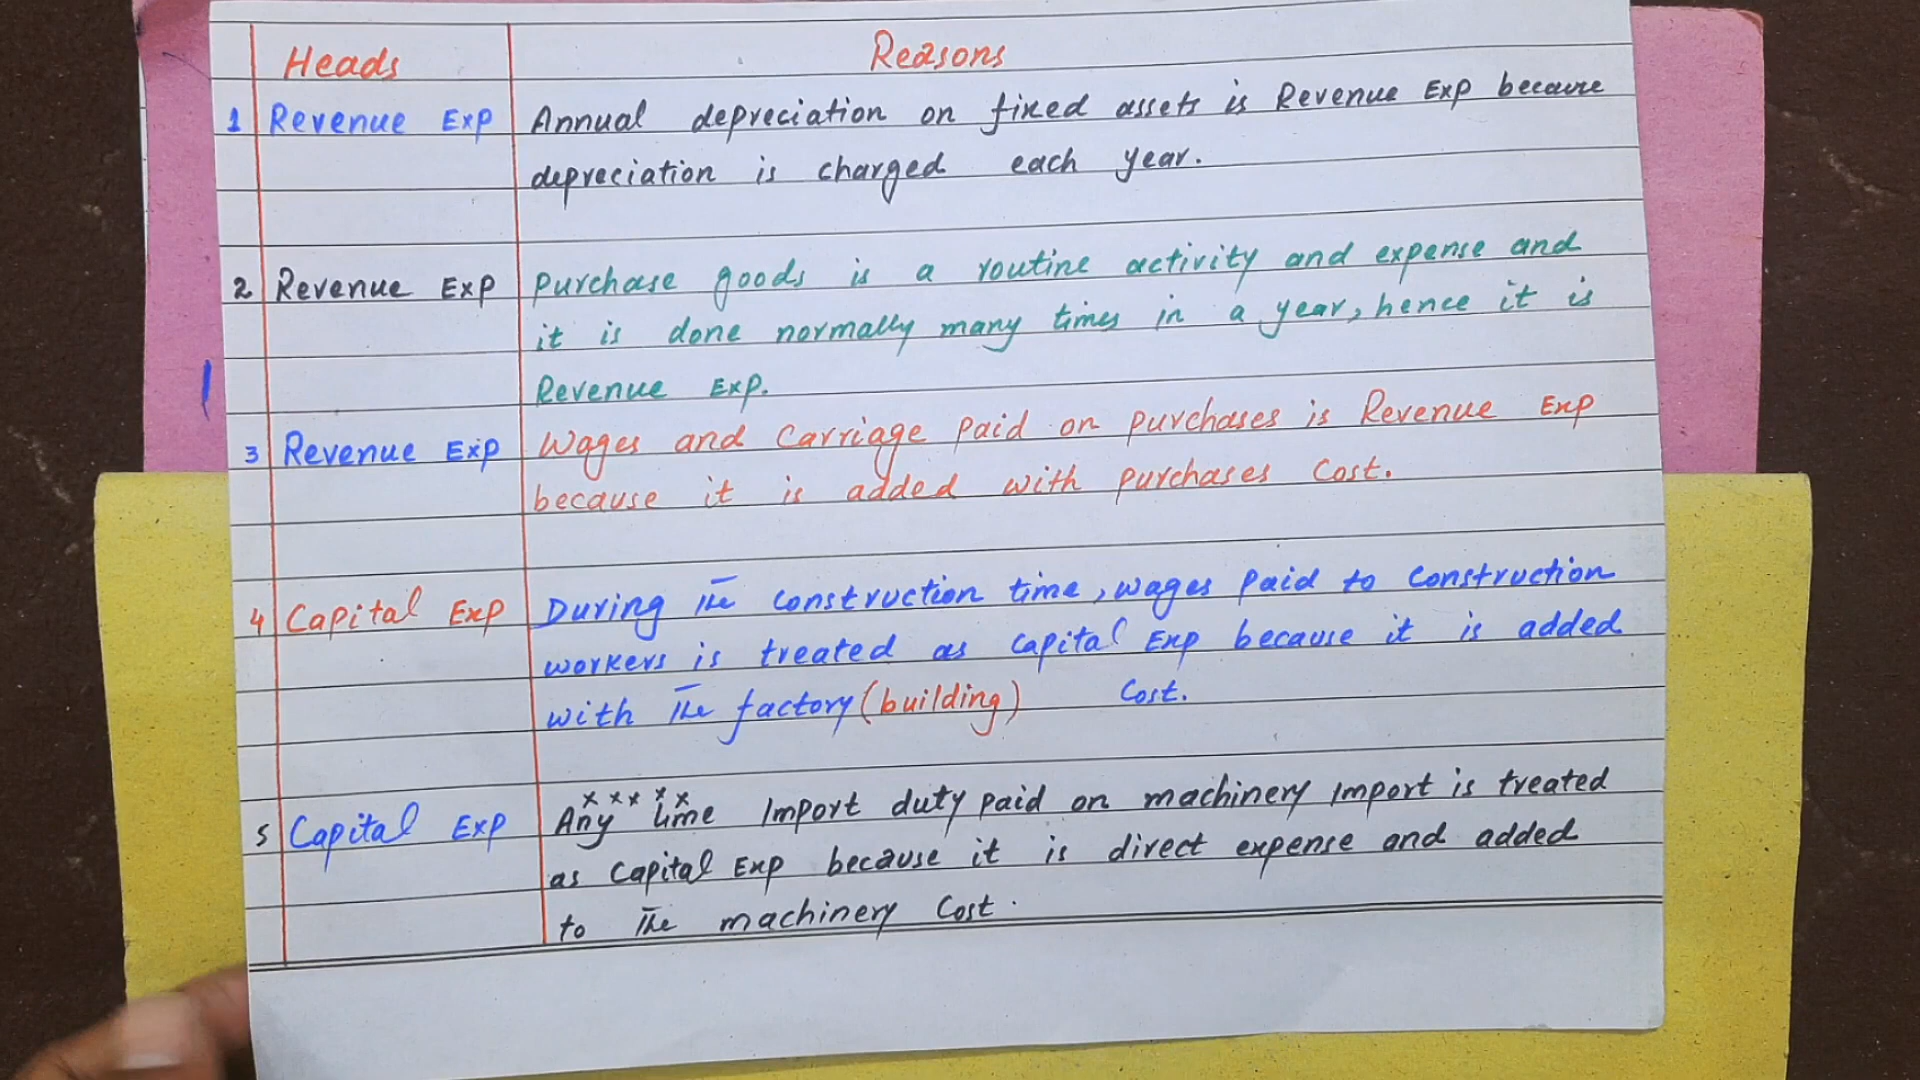 Heads Reasons
1 Revenue Exp Annual depreciation on fixed assets is Revenue Exp because
depreciation is charged each year.
2 Revenue Exp Purchase goods is a routine activity and expense and
it is done normally many times in a year, hence it is
Revenue Exp.
3 Revenue Exp Wages and Carriage Paid on purchases is Revenue Exp
because it is added with purchases Cost.
4 Capital Exp During the construction time, wages paid to construction
workers is treated as capital Exp because it is added
with the factory (building) Cost.
x x x x x
5 Capital Exp Any time Import duty paid on machinery import is treated
as capital Exp because it is direct expense and added
to the machinery Cost.